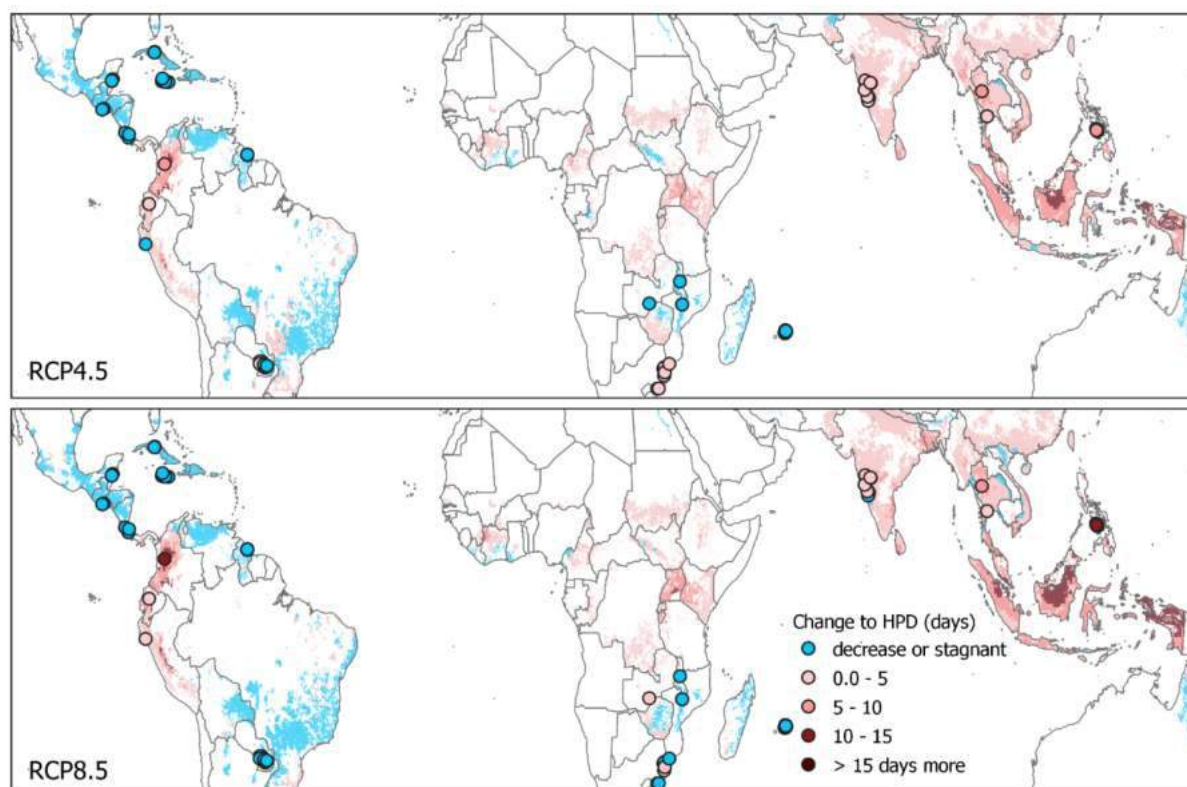 RCP4.5
Change to HPD (days)
decrease or stagnant
0.0 - 5
5 - 10
10 - 15
> 15 days more
RCP8.5